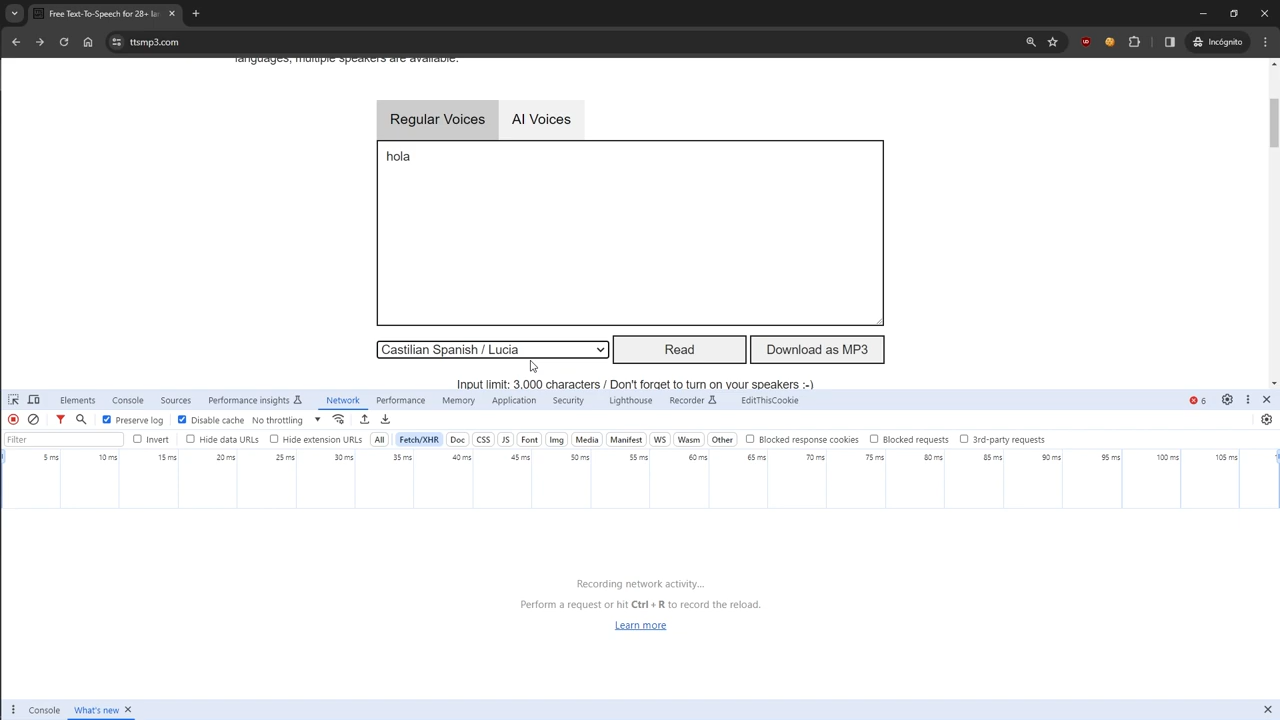 Free Text-To-Speech for 28+ la
ttsmp3.com
Incógnito
languages, multiple speakers are available.
Regular Voices
AI Voices
hola
Castilian Spanish / Lucia
Read
Download as MP3
Input limit: 3,000 characters / Don't forget to turn on your speakers :-)
Elements
Console
Sources
Performance insights
Network
Performance
Memory
Application
Security
Lighthouse
Recorder
EditThisCookie
6
Preserve log
Disable cache
No throttling
Filter
Invert
Hide data URLs
Hide extension URLs
All
Fetch/XHR
Doc
CSS
JS
Font
Img
Media
Manifest
WS
Wasm
Other
Blocked response cookies
Blocked requests
3rd-party requests
5 ms
10 ms
15 ms
20 ms
25 ms
30 ms
35 ms
40 ms
45 ms
50 ms
55 ms
60 ms
65 ms
70 ms
75 ms
80 ms
85 ms
90 ms
95 ms
100 ms
105 ms
Recording network activity...
Perform a request or hit Ctrl + R to record the reload.
Learn more
Console
What's new